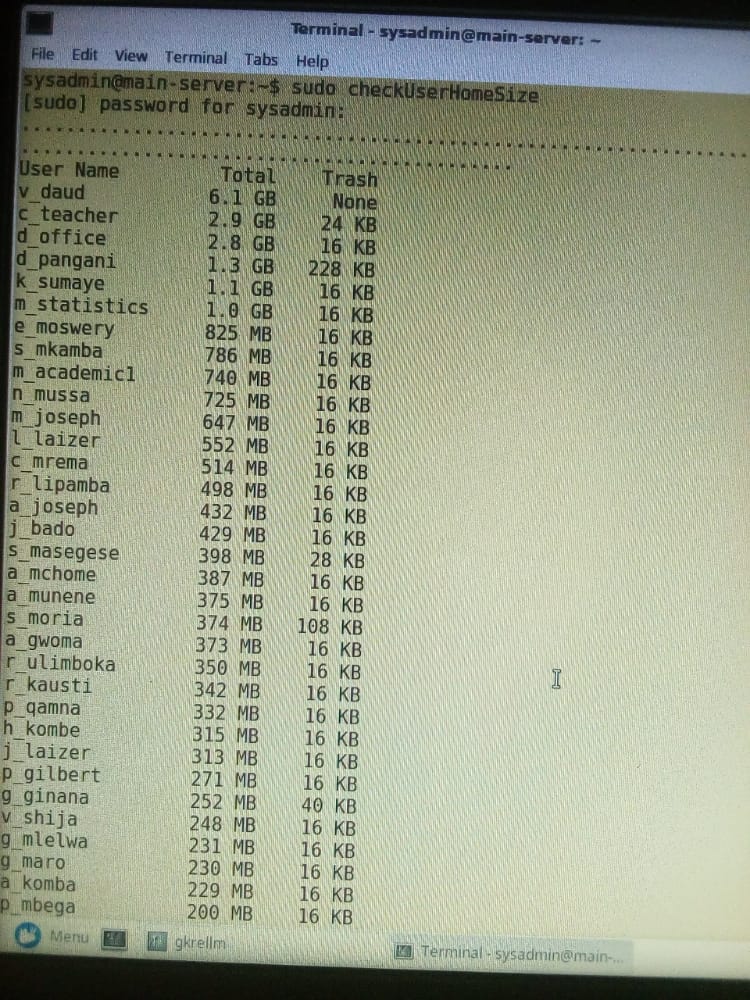 Terminal - sysadmin@main-server: ~
File Edit View Terminal Tabs Help
sysadmin@main-server:~$ sudo checkUserHomeSize
[sudo] password for sysadmin:
User Name Total Trash
v_daud 6.1 GB None
c_teacher 2.9 GB 24 KB
d_office 2.8 GB 16 KB
d_pangani 1.3 GB 228 KB
k_sumaye 1.1 GB 16 KB
m_statistics 1.0 GB 16 KB
e_moswery 825 MB 16 KB
s_mkamba 786 MB 16 KB
m_academic1 740 MB 16 KB
n_mussa 725 MB 16 KB
m_joseph 647 MB 16 KB
l_laizer 552 MB 16 KB
c_mrema 514 MB 16 KB
r_lipamba 498 MB 16 KB
a_joseph 432 MB 16 KB
j_bado 429 MB 16 KB
s_masegese 398 MB 28 KB
a_mchome 387 MB 16 KB
a_munene 375 MB 16 KB
s_moria 374 MB 108 KB
a_gwoma 373 MB 16 KB
r_ulimboka 350 MB 16 KB
r_kausti 342 MB 16 KB
p_qamna 332 MB 16 KB
h_kombe 315 MB 16 KB
j_laizer 313 MB 16 KB
p_gilbert 271 MB 16 KB
g_ginana 252 MB 40 KB
v_shija 248 MB 16 KB
g_mlelwa 231 MB 16 KB
g_maro 230 MB 16 KB
a_komba 229 MB 16 KB
p_mbega 200 MB 16 KB
Menu gkrellm Terminal - sysadmin@main-...